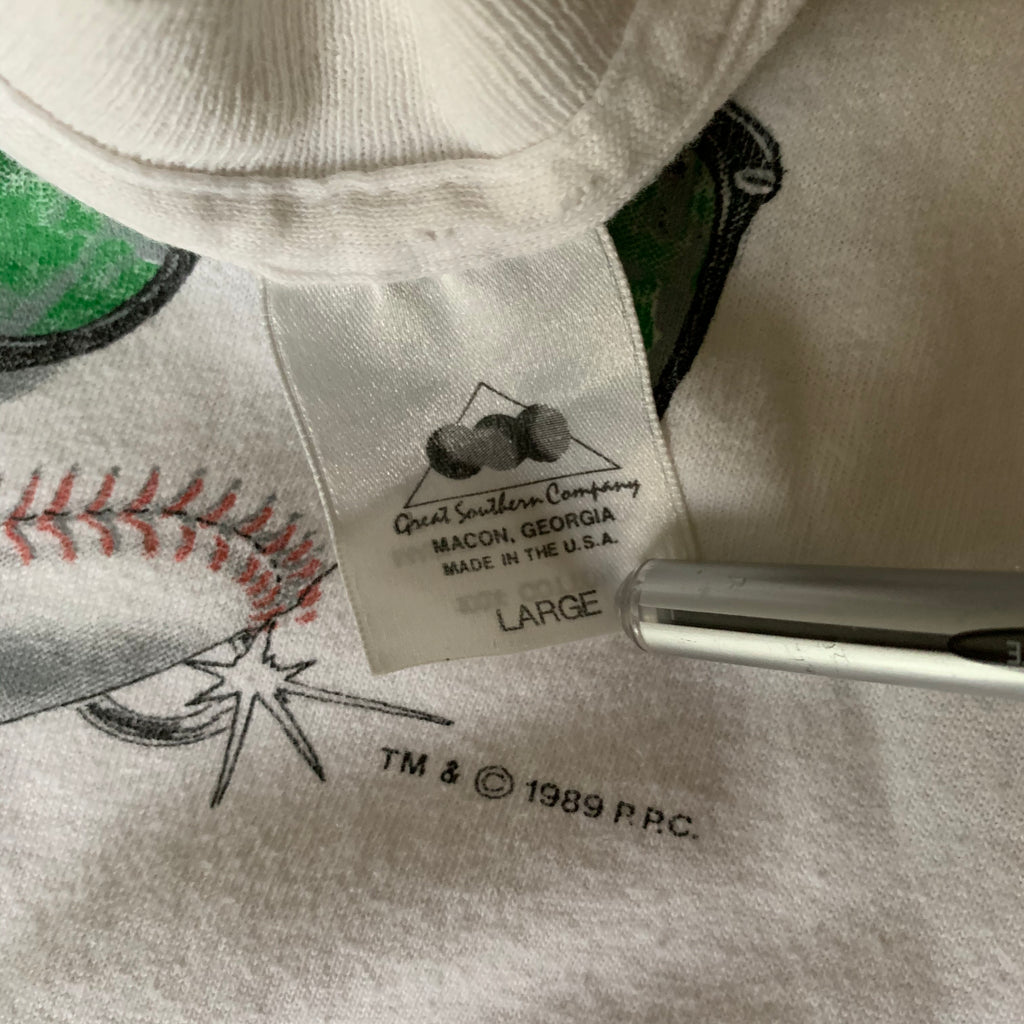 Great Southern Company
MACON, GEORGIA
MADE IN THE U.S.A.
LARGE
TM & © 1989 P.P.C.